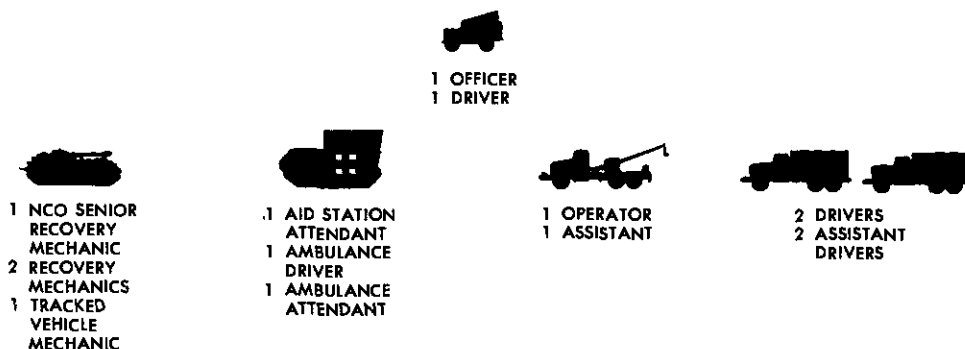 1 OFFICER
1 DRIVER
1 NCO SENIOR
RECOVERY
MECHANIC
2 RECOVERY
MECHANICS
1 TRACKED
VEHICLE
MECHANIC
.1 AID STATION
ATTENDANT
1 AMBULANCE
DRIVER
1 AMBULANCE
ATTENDANT
1 OPERATOR
1 ASSISTANT
2 DRIVERS
2 ASSISTANT
DRIVERS